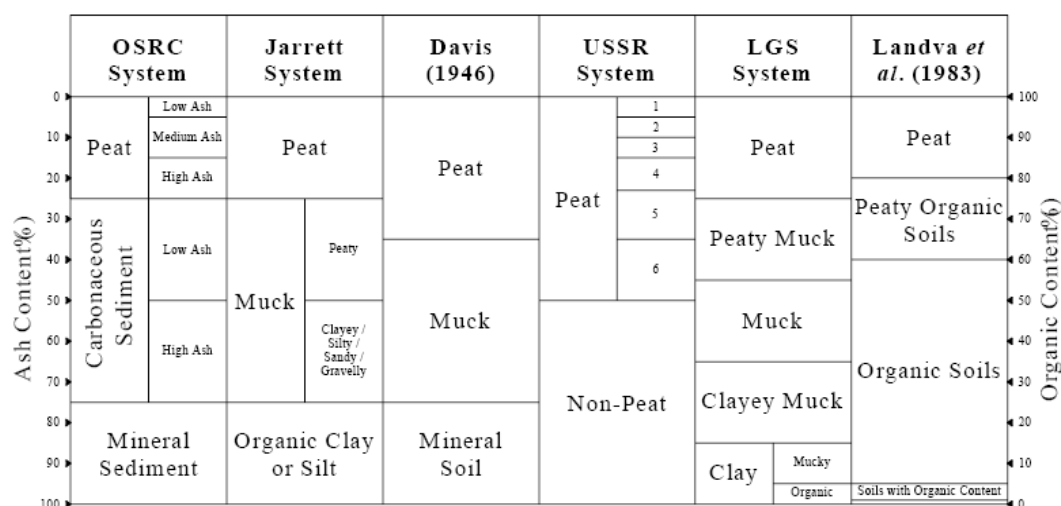 OSRC
System
Jarrett
System
Davis
(1946)
USSR
System
LGS
System
Landva et
al. (1983)
Ash Content%)
0
10
20
30
40
50
60
70
80
90
100
Peat
Low Ash
Medium Ash
High Ash
Carbonaceous
Sediment
Low Ash
High Ash
Mineral
Sediment
Peat
Muck
Peaty
Clayey /
Silty /
Sandy /
Gravelly
Organic Clay
or Silt
Peat
Muck
Mineral
Soil
Peat
1
2
3
4
5
6
Non-Peat
Peat
Peaty Muck
Muck
Clayey Muck
Clay
Mucky
Organic
Peat
Peaty Organic
Soils
Organic Soils
Soils with Organic Content
100
90
80
70
60
50
40
30
20
10
0
Organic Content%)